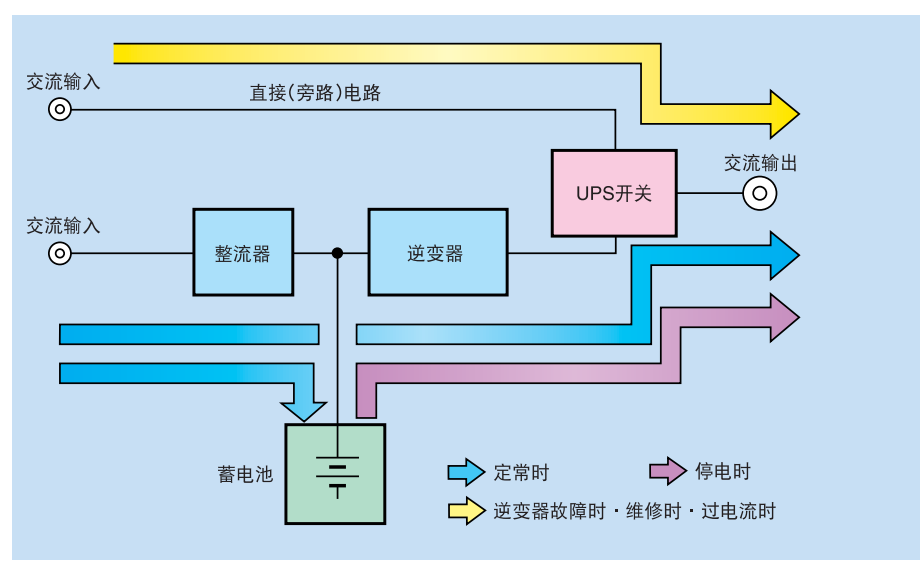 交流输入
直接(旁路)电路
交流输出
UPS开关
交流输入
整流器
逆变器
蓄电池
定常时
停电时
逆变器故障时·维修时·过电流时